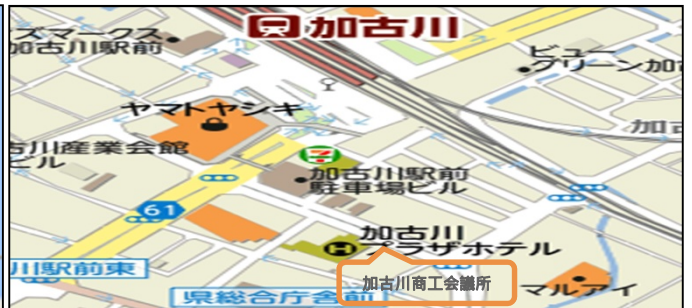 加古川
ズマークス
加古川駅前
ビュー
グリーン加古
ヤマトヤシキ
加古
古川産業会館
ビル
7
加古川駅前
駐車場ビル
61
加古川
プラザホテル
H
川駅前東
加古川商工会議所
県総合庁舎前
マルアイ